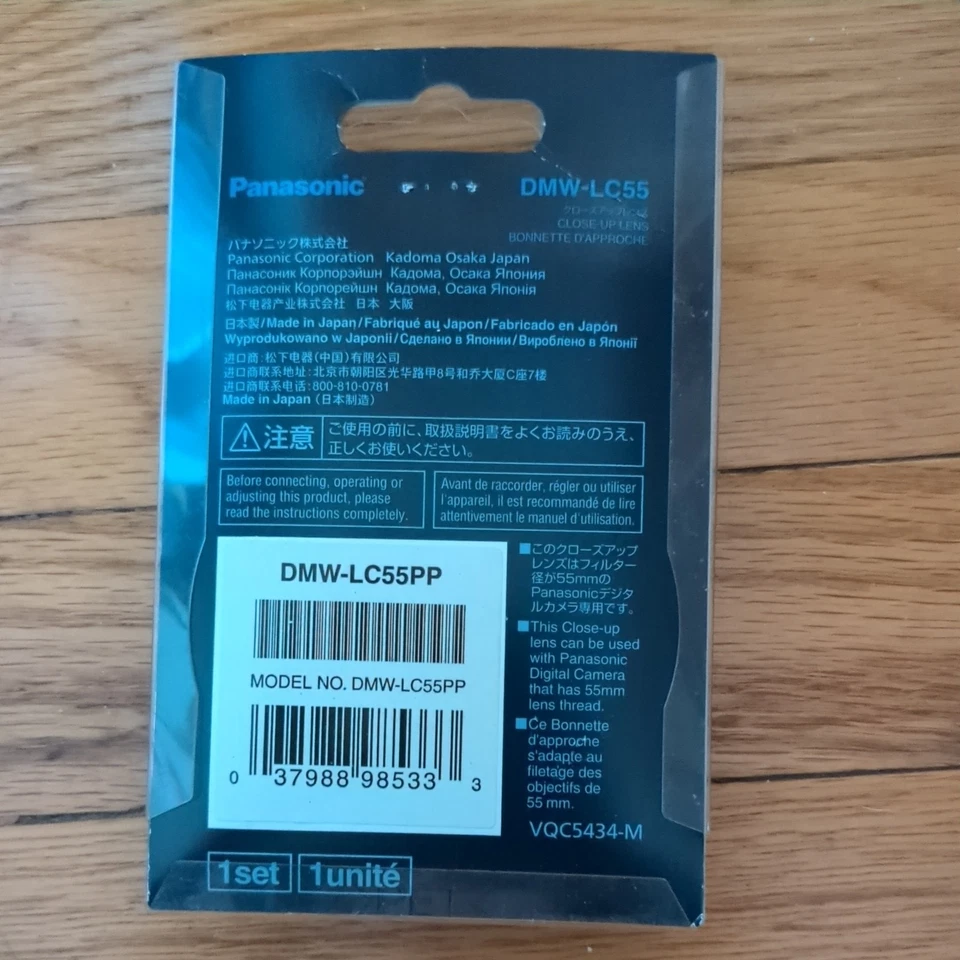 Panasonic
DMW-LC55
クローズアップレンズ
CLOSE-UP LENS
BONNETTE D'APPROCHE
パナソニック株式会社
Panasonic Corporation Kadoma Osaka Japan
Панасоник Корпорэйшн Кадома, Осака Япония
Панасонік Корпорейшн Кадома, Осака Японія
松下电器产业株式会社 日本 大阪
日本製/Made in Japan/Fabriqué au Japon/Fabricado en Japón
Wyprodukowano w Japonii/Сделано в Японии/Вироблено в Японії
进口商:松下电器(中国)有限公司
进口商联系地址:北京市朝阳区光华路甲8号和乔大厦C座7楼
进口商联系电话:800-810-0781
Made in Japan (日本制造)
注意
ご使用の前に、取扱説明書をよくお読みのうえ、
正しくお使いください。
Before connecting, operating or
adjusting this product, please
read the instructions completely.
Avant de raccorder, régler ou utiliser
l'appareil, il est recommandé de lire
attentivement le manuel d'utilisation.
DMW-LC55PP
MODEL NO. DMW-LC55PP
0 37988 98533 3
■このクローズアップ
レンズはフィルター
径が55mmの
Panasonicデジタ
ルカメラ専用です。
■This Close-up
lens can be used
with Panasonic
Digital Camera
that has 55mm
lens thread.
■Ce Bonnette
d'approche
s'adapte au
filetage des
objectifs de
55 mm.
VQC5434-M
1set
1unité